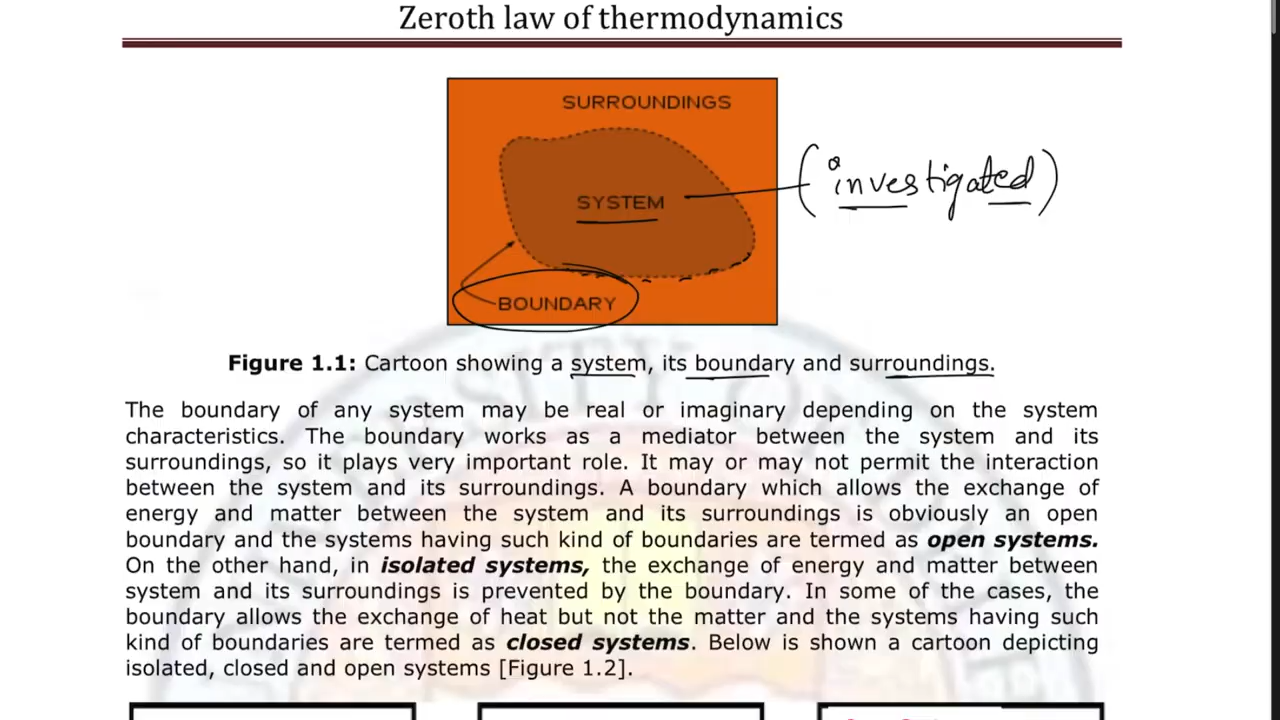 Zeroth law of thermodynamics
SURROUNDINGS
SYSTEM
(investigated)
BOUNDARY
Figure 1.1: Cartoon showing a system, its boundary and surroundings.
The boundary of any system may be real or imaginary depending on the system
characteristics. The boundary works as a mediator between the system and its
surroundings, so it plays very important role. It may or may not permit the interaction
between the system and its surroundings. A boundary which allows the exchange of
energy and matter between the system and its surroundings is obviously an open
boundary and the systems having such kind of boundaries are termed as open systems.
On the other hand, in isolated systems, the exchange of energy and matter between
system and its surroundings is prevented by the boundary. In some of the cases, the
boundary allows the exchange of heat but not the matter and the systems having such
kind of boundaries are termed as closed systems. Below is shown a cartoon depicting
isolated, closed and open systems [Figure 1.2].